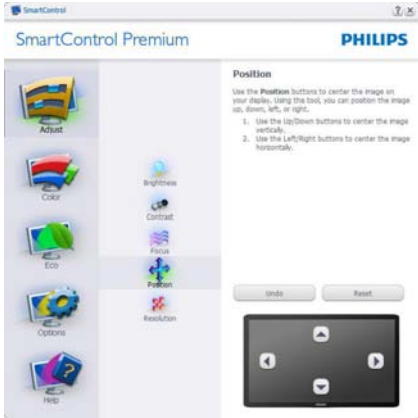 SmartControl
SmartControl Premium
PHILIPS
Adjust
Color
Eco
Options
Help
Brightness
Contrast
Focus
Position
Resolution
Position
Use the Position buttons to center the image on
your display. Using the tool, you can position the image
up, down, left, or right.
1. Use the Up/Down buttons to center the image
vertically.
2. Use the Left/Right buttons to center the image
horizontally.
Undo
Reset